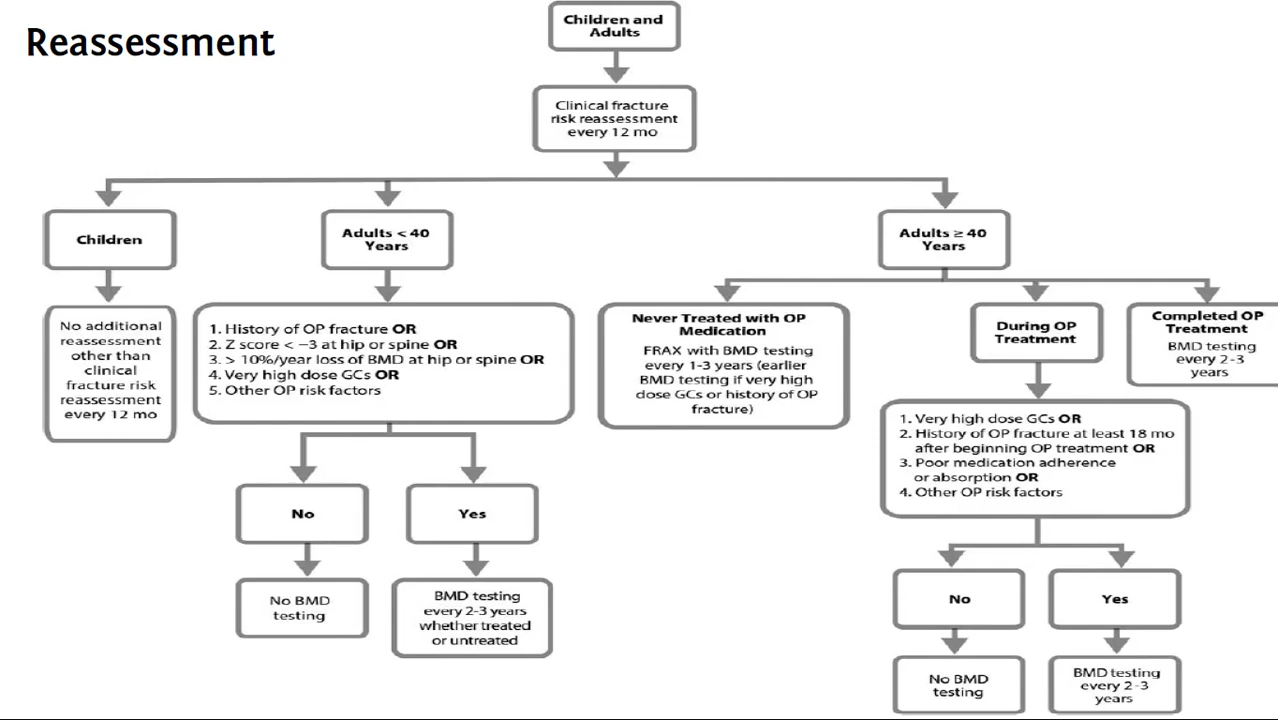 Reassessment
Children and
Adults
Clinical fracture
risk reassessment
every 12 mo
Children
Adults < 40
Years
Adults ≥ 40
Years
No additional
reassessment
other than
clinical
fracture risk
reassessment
every 12 mo
1. History of OP fracture OR
2. Z score < −3 at hip or spine OR
3. > 10%/year loss of BMD at hip or spine OR
4. Very high dose GCs OR
5. Other OP risk factors
No
Yes
No BMD
testing
BMD testing
every 2-3 years
whether treated
or untreated
Never Treated with OP
Medication
FRAX with BMD testing
every 1-3 years (earlier
BMD testing if very high
dose GCs or history of OP
fracture)
During OP
Treatment
Completed OP
Treatment
BMD testing
every 2-3
years
1. Very high dose GCs OR
2. History of OP fracture at least 18 mo
after beginning OP treatment OR
3. Poor medication adherence
or absorption OR
4. Other OP risk factors
No
Yes
No BMD
testing
BMD testing
every 2-3
years